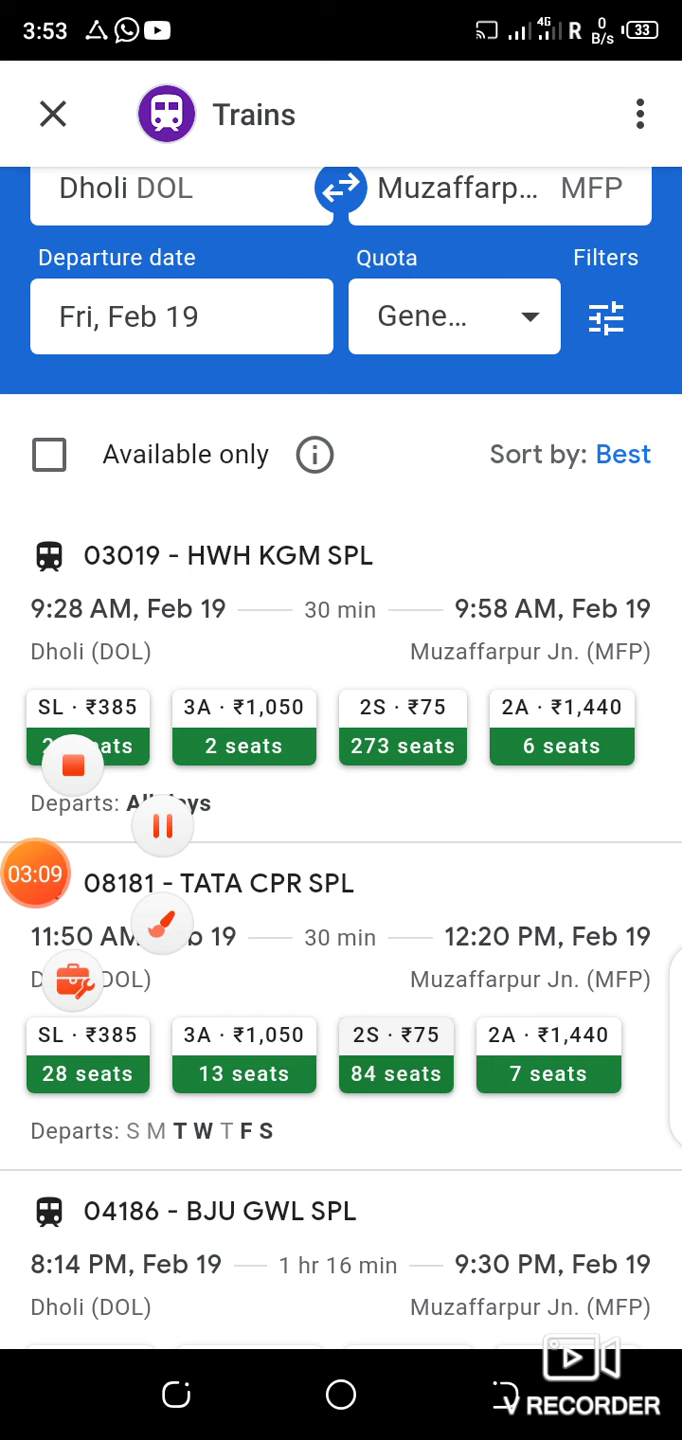 3:53 4G R 0 B/s 33
Trains
Dholi DOL Muzaffarp... MFP
Departure date Quota Filters
Fri, Feb 19 Gene...
Available only Sort by: Best
03019 - HWH KGM SPL
9:28 AM, Feb 19 30 min 9:58 AM, Feb 19
Dholi (DOL) Muzaffarpur Jn. (MFP)
SL · ₹385 3A · ₹1,050 2S · ₹75 2A · ₹1,440
2 seats 273 seats 6 seats
Departs:
03:09
08181 - TATA CPR SPL
11:50 19 30 min 12:20 PM, Feb 19
DOL) Muzaffarpur Jn. (MFP)
SL · ₹385 3A · ₹1,050 2S · ₹75 2A · ₹1,440
28 seats 13 seats 84 seats 7 seats
Departs: S M T W T F S
04186 - BJU GWL SPL
8:14 PM, Feb 19 1 hr 16 min 9:30 PM, Feb 19
Dholi (DOL) Muzaffarpur Jn. (MFP)
V RECORDER